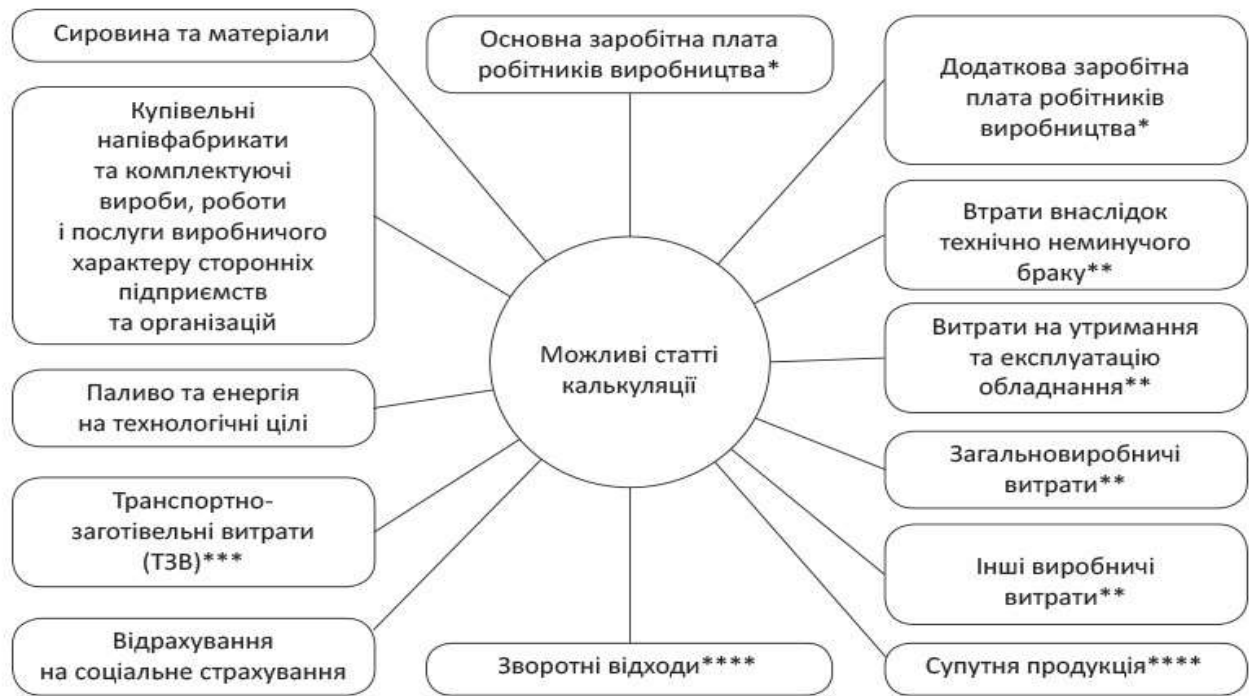 Сировина та матеріали
Купівельні
напівфабрикати
та комплектуючі
вироби, роботи
і послуги виробничого
характеру сторонніх
підприємств
та організацій
Паливо та енергія
на технологічні цілі
Транспортно-
заготівельні витрати
(ТЗВ)***
Відрахування
на соціальне страхування
Основна заробітна плата
робітників виробництва*
Можливі статті
калькуляції
Зворотні відходи****
Додаткова заробітна
плата робітників
виробництва*
Втрати внаслідок
технічно неминучого
браку**
Витрати на утримання
та експлуатацію
обладнання**
Загальновиробничі
витрати**
Інші виробничі
витрати**
Супутня продукція****